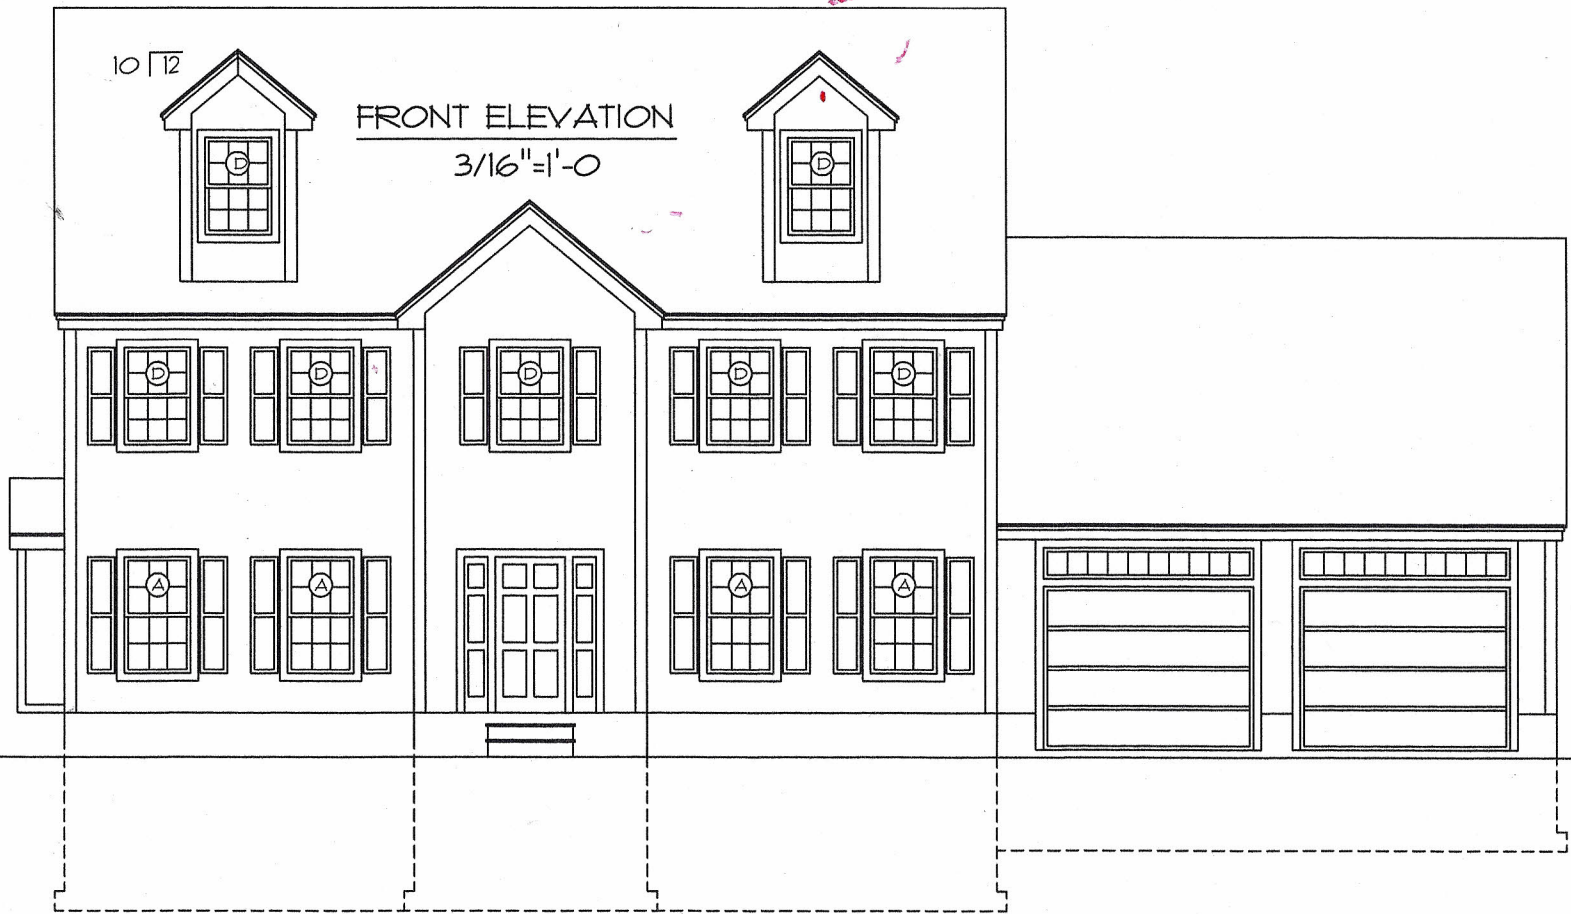 10 12
FRONT ELEVATION
3/16"=1'-0
D D
D D D D D
A A A A